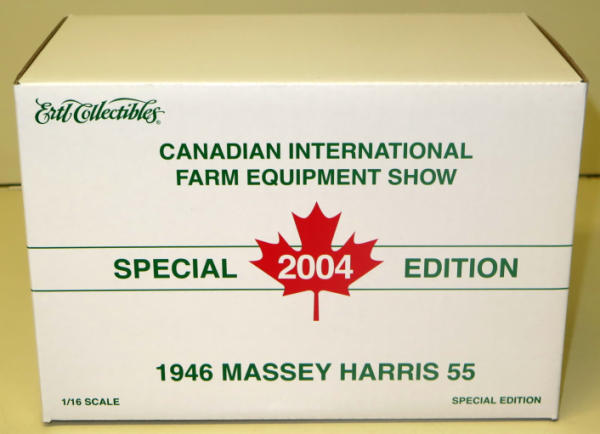 Ertl Collectibles®
CANADIAN INTERNATIONAL
FARM EQUIPMENT SHOW
SPECIAL 2004 EDITION
1946 MASSEY HARRIS 55
1/16 SCALE SPECIAL EDITION